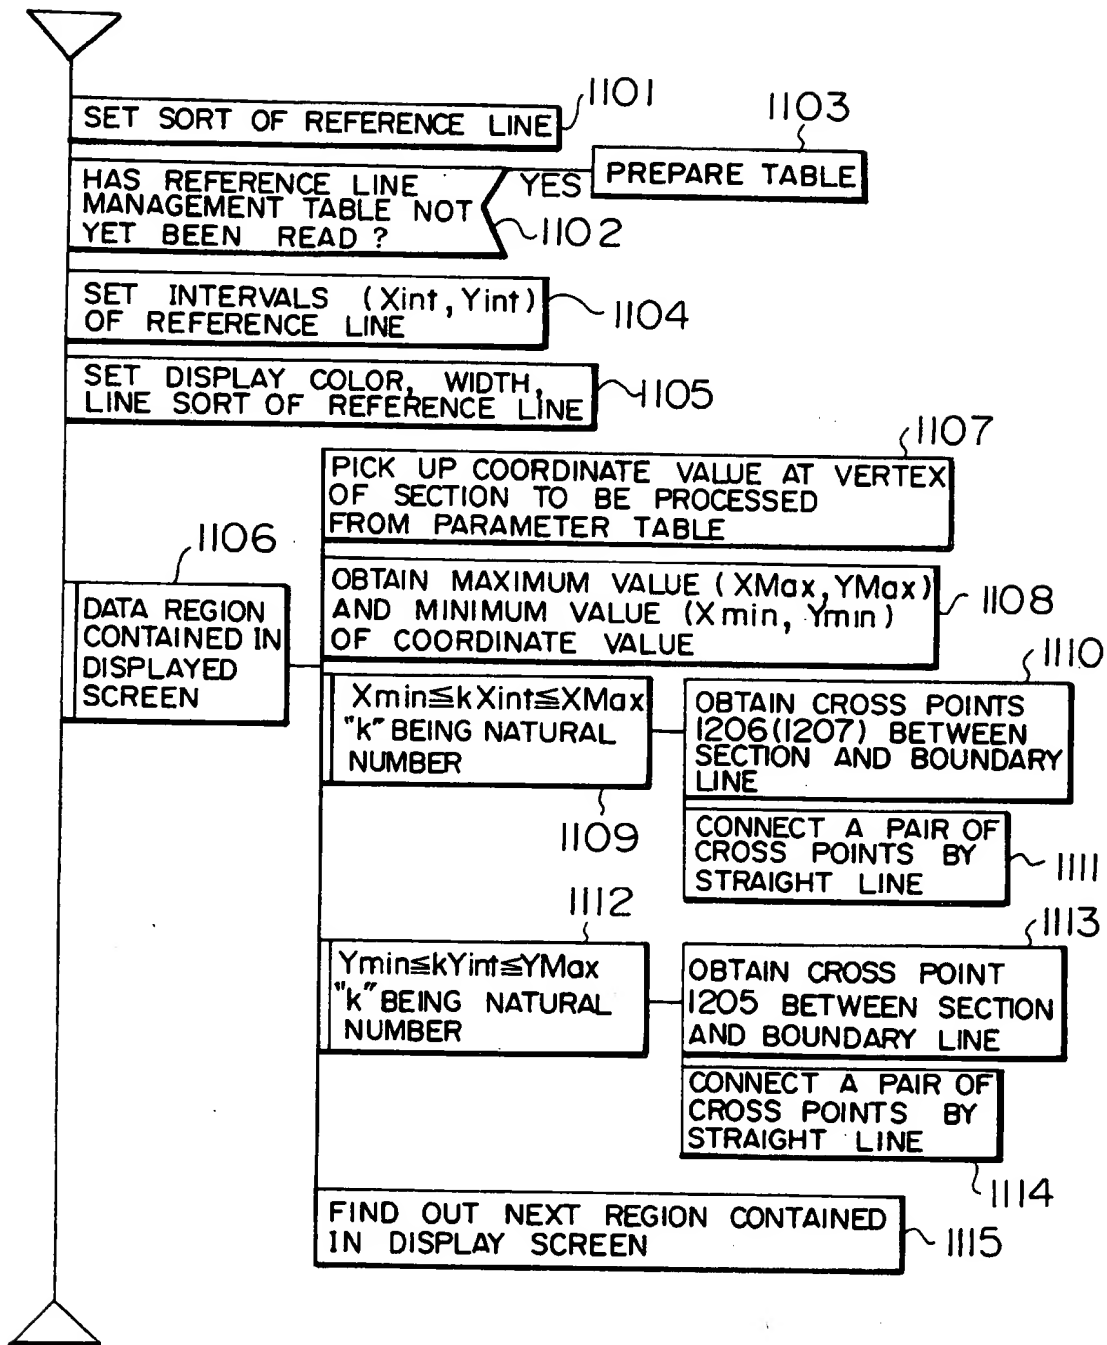 1101
SET SORT OF REFERENCE LINE
1103
PREPARE TABLE
HAS REFERENCE LINE
MANAGEMENT TABLE NOT
YET BEEN READ ?
YES
1102
SET INTERVALS (Xint, Yint)
OF REFERENCE LINE
1104
SET DISPLAY COLOR, WIDTH,
LINE SORT OF REFERENCE LINE
1105
1106
DATA REGION
CONTAINED IN
DISPLAYED
SCREEN
1107
PICK UP COORDINATE VALUE AT VERTEX
OF SECTION TO BE PROCESSED
FROM PARAMETER TABLE
OBTAIN MAXIMUM VALUE (XMax, YMax)
AND MINIMUM VALUE (Xmin, Ymin)
OF COORDINATE VALUE
1108
Xmin≦kXint≦XMax
"k" BEING NATURAL
NUMBER
1109
1110
OBTAIN CROSS POINTS
1206(1207) BETWEEN
SECTION AND BOUNDARY
LINE
CONNECT A PAIR OF
CROSS POINTS BY
STRAIGHT LINE
1111
1112
Ymin≦kYint≦YMax
"k" BEING NATURAL
NUMBER
1113
OBTAIN CROSS POINT
1205 BETWEEN SECTION
AND BOUNDARY LINE
CONNECT A PAIR OF
CROSS POINTS BY
STRAIGHT LINE
1114
FIND OUT NEXT REGION CONTAINED
IN DISPLAY SCREEN
1115